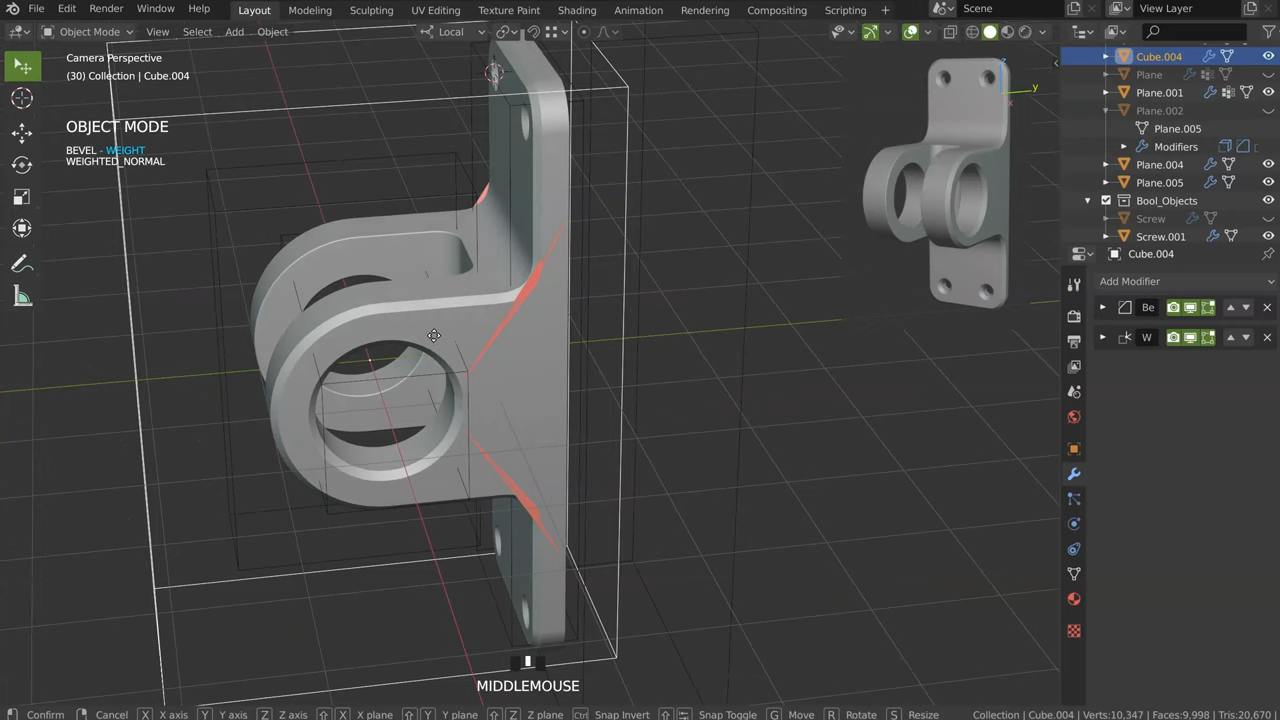 File Edit Render Window Help
Layout Modeling Sculpting UV Editing Texture Paint Shading Animation Rendering Compositing Scripting +
Scene
View Layer
Object Mode View Select Add Object
Local
Camera Perspective
(30) Collection | Cube.004
OBJECT MODE
BEVEL - WEIGHT
WEIGHTED_NORMAL
z
y
x
Cube.004
Plane
Plane.001
Plane.002
Plane.005
Modifiers
Plane.004
Plane.005
Bool_Objects
Screw
Screw.001
Cube.004
Add Modifier
Be
W
MIDDLEMOUSE
Confirm Cancel X X axis Y Y axis Z Z axis X X plane Y Y plane Z Z plane Ctrl Snap Invert Snap Toggle G Move R Rotate S Resize
Collection | Cube.004 | Verts:10,347 | Faces:9,998 | Tris:20,670